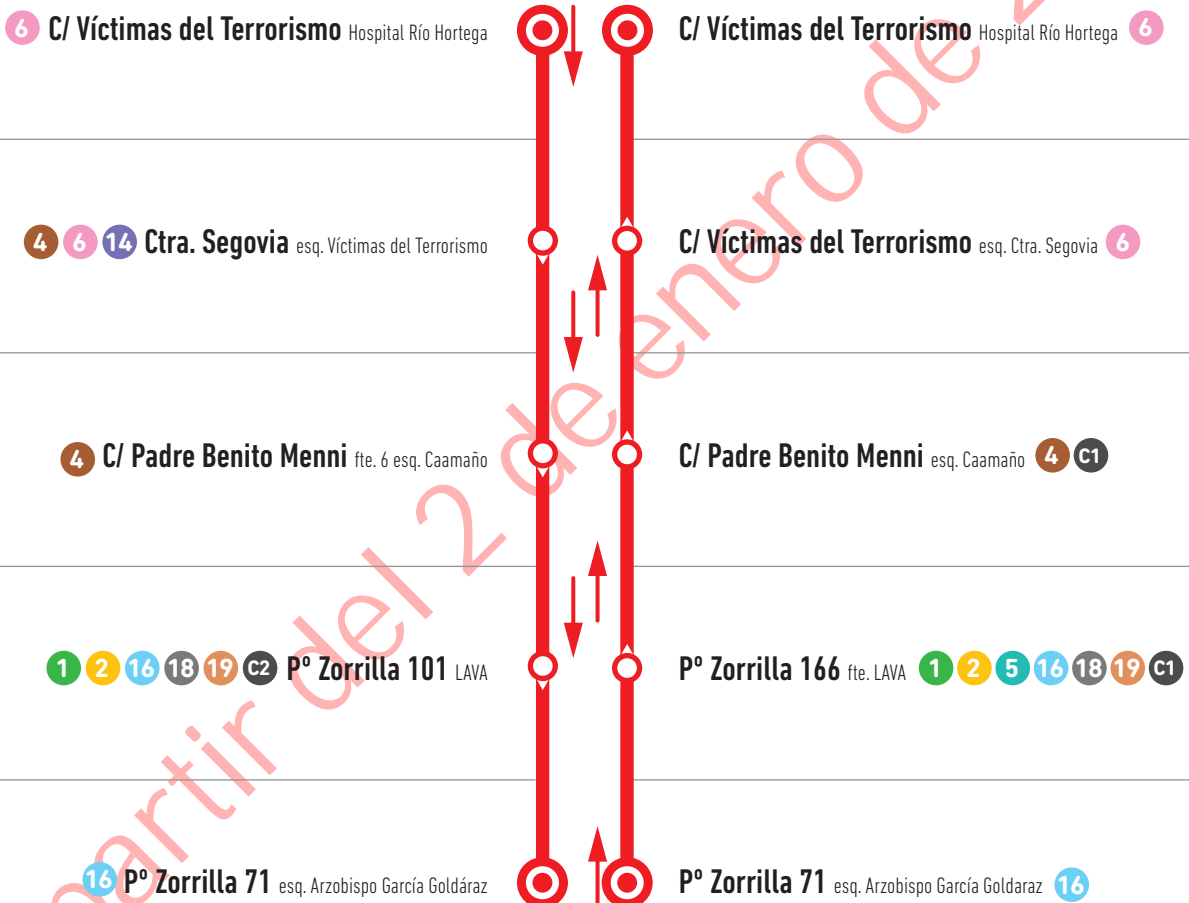 6 C/ Víctimas del Terrorismo Hospital Río Hortega
C/ Víctimas del Terrorismo Hospital Río Hortega 6
4 6 14 Ctra. Segovia esq. Víctimas del Terrorismo
C/ Víctimas del Terrorismo esq. Ctra. Segovia 6
4 C/ Padre Benito Menni fte. 6 esq. Caamaño
C/ Padre Benito Menni esq. Caamaño 4 C1
1 2 16 18 19 C2 Pº Zorrilla 101 LAVA
Pº Zorrilla 166 fte. LAVA 1 2 5 16 18 19 C1
16 Pº Zorrilla 71 esq. Arzobispo García Goldáraz
Pº Zorrilla 71 esq. Arzobispo García Goldaraz 16
partir del 2 de enero de